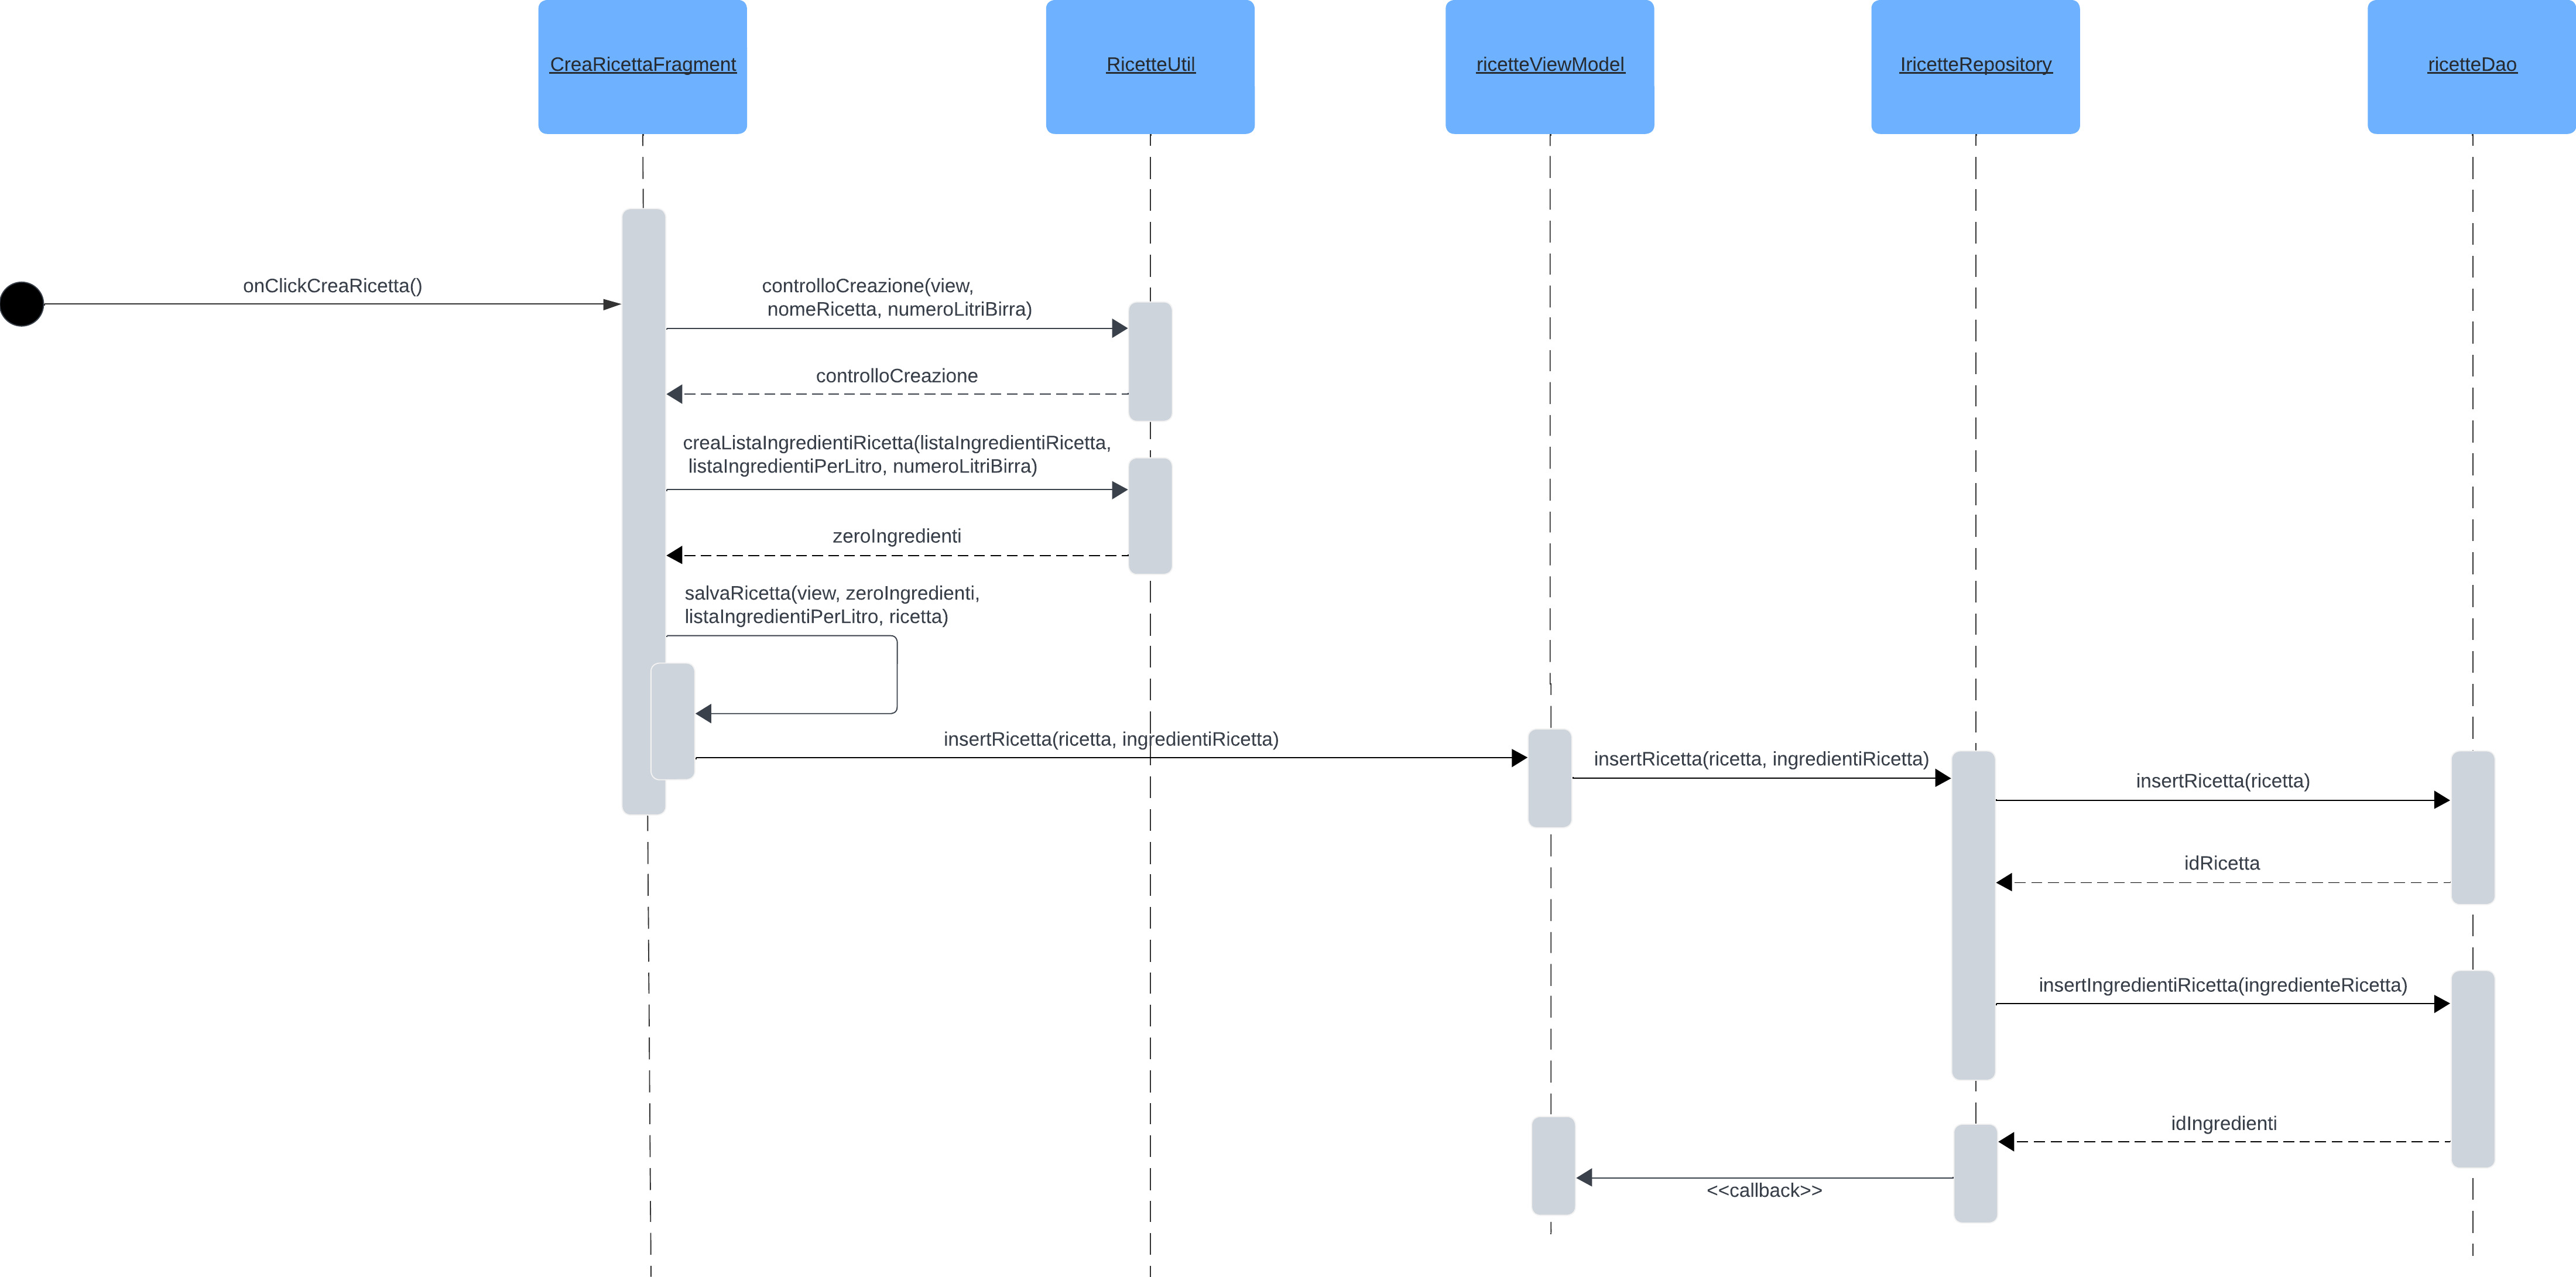 CreaRicettaFragment
RicetteUtil
ricetteViewModel
IricetteRepository
ricetteDao
onClickCreaRicetta()
controlloCreazione(view,
nomeRicetta, numeroLitriBirra)
controlloCreazione
creaListaIngredientiRicetta(listaIngredientiRicetta,
listaIngredientiPerLitro, numeroLitriBirra)
zeroIngredienti
salvaRicetta(view, zeroIngredienti,
listaIngredientiPerLitro, ricetta)
insertRicetta(ricetta, ingredientiRicetta)
insertRicetta(ricetta, ingredientiRicetta)
insertRicetta(ricetta)
idRicetta
insertIngredientiRicetta(ingredienteRicetta)
idIngredienti
<<callback>>